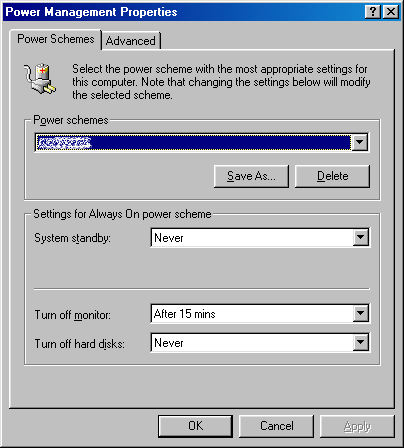 Power Management Properties
Power Schemes
Advanced
Select the power scheme with the most appropriate settings for
this computer. Note that changing the settings below will modify
the selected scheme.
Power schemes
Save As...
Delete
Settings for Always On power scheme
System standby:
Never
Turn off monitor:
After 15 mins
Turn off hard disks:
Never
OK
Cancel
Apply